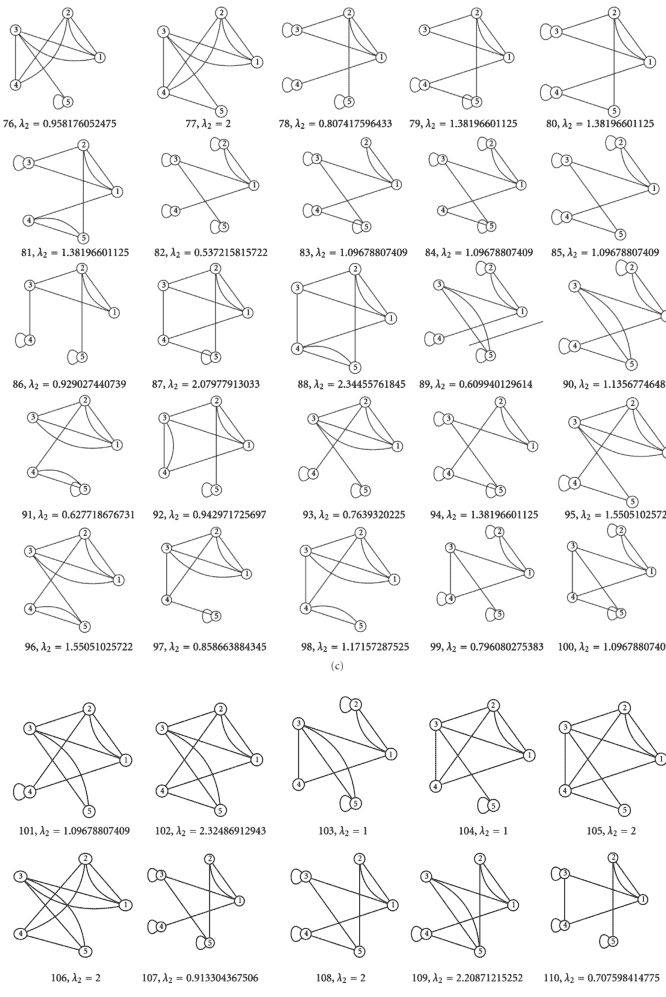 76, λ₂ = 0.958176052475 77, λ₂ = 2 78, λ₂ = 0.807417596433 79, λ₂ = 1.38196601125 80, λ₂ = 1.38196601125
81, λ₂ = 1.38196601125 82, λ₂ = 0.537215815722 83, λ₂ = 1.09678807409 84, λ₂ = 1.09678807409 85, λ₂ = 1.09678807409
86, λ₂ = 0.929027440739 87, λ₂ = 2.07977913033 88, λ₂ = 2.34455761845 89, λ₂ = 0.609940129614 90, λ₂ = 1.1356774648
91, λ₂ = 0.627718676731 92, λ₂ = 0.942971725697 93, λ₂ = 0.7639320225 94, λ₂ = 1.38196601125 95, λ₂ = 1.5505102572
96, λ₂ = 1.55051025722 97, λ₂ = 0.858663884345 98, λ₂ = 1.17157287525 99, λ₂ = 0.796080275383 100, λ₂ = 1.0967880740
(c)
101, λ₂ = 1.09678807409 102, λ₂ = 2.32486912943 103, λ₂ = 1 104, λ₂ = 1 105, λ₂ = 2
106, λ₂ = 2 107, λ₂ = 0.913304367506 108, λ₂ = 2 109, λ₂ = 2.20871215252 110, λ₂ = 0.707598414775